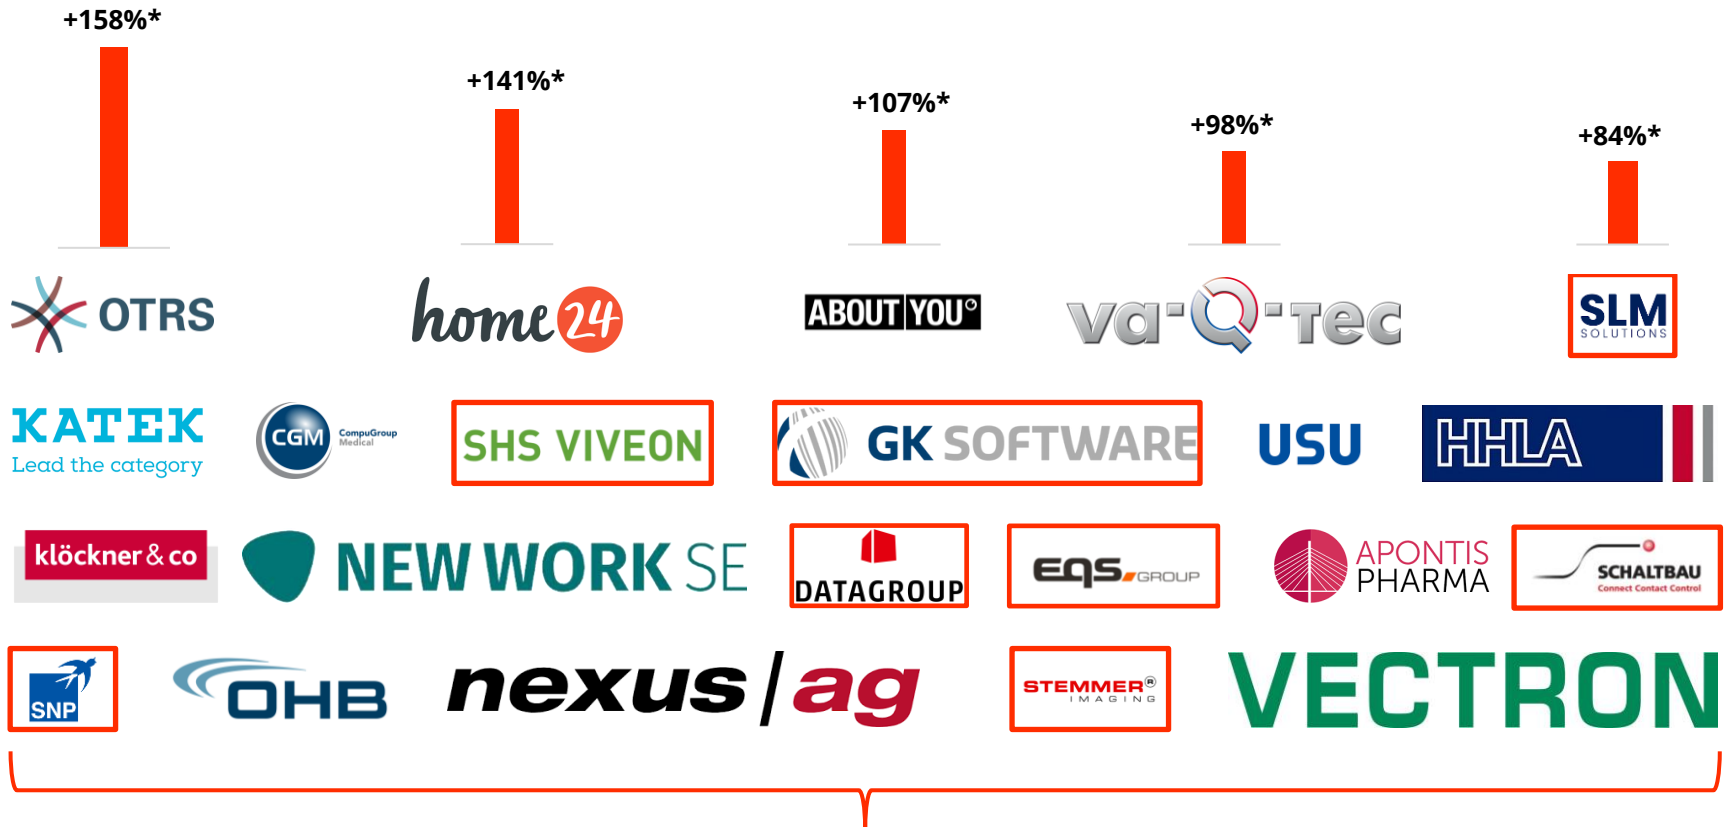 +158%*
+141%*
+107%*
+98%*
+84%*
OTRS
home24
ABOUT YOU°
va-Q-tec
SLM
SOLUTIONS
KATEK
Lead the category
CGM
CompuGroup
Medical
SHS VIVEON
GK SOFTWARE
USU
HHLA
klöckner & co
NEW WORK SE
DATAGROUP
EQS GROUP
APONTIS
PHARMA
SCHALTBAU
Connect Contact Control
SNP
OHB
nexus/ag
STEMMER®
IMAGING
VECTRON